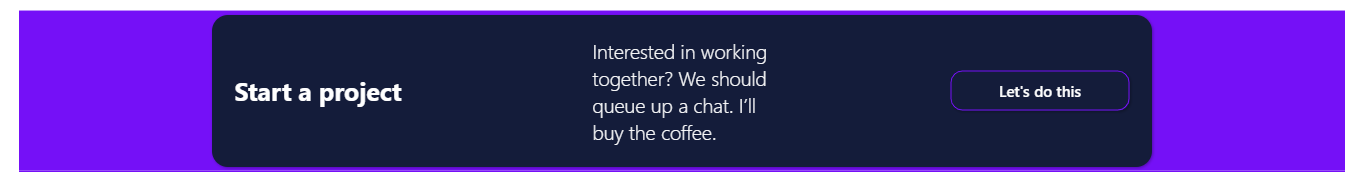 Start a project
Interested in working
together? We should
queue up a chat. I’ll
buy the coffee.
Let's do this